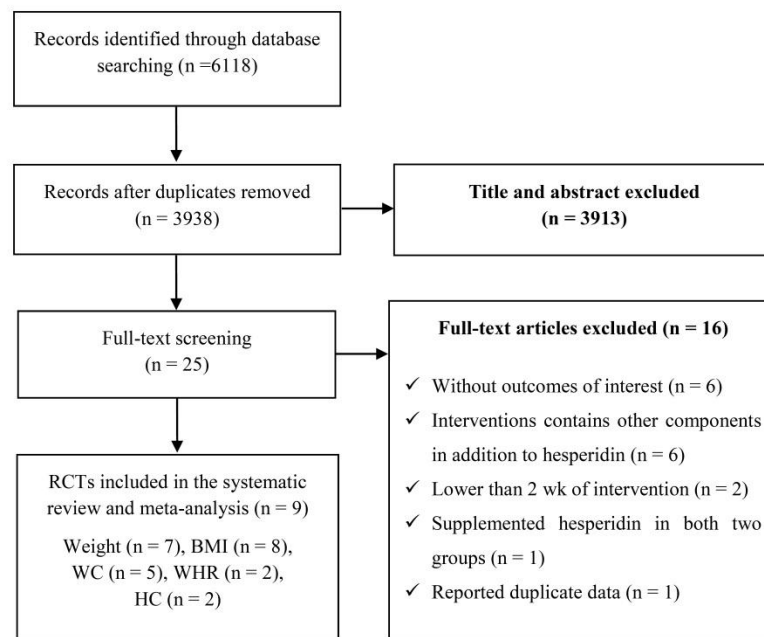 Records identified through database
searching (n =6118)
Records after duplicates removed
(n = 3938)
Title and abstract excluded
(n = 3913)
Full-text screening
(n = 25)
Full-text articles excluded (n = 16)
✓ Without outcomes of interest (n = 6)
✓ Interventions contains other components
in addition to hesperidin (n = 6)
✓ Lower than 2 wk of intervention (n = 2)
✓ Supplemented hesperidin in both two
groups (n = 1)
✓ Reported duplicate data (n = 1)
RCTs included in the systematic
review and meta-analysis (n = 9)
Weight (n = 7), BMI (n = 8),
WC (n = 5), WHR (n = 2),
HC (n = 2)